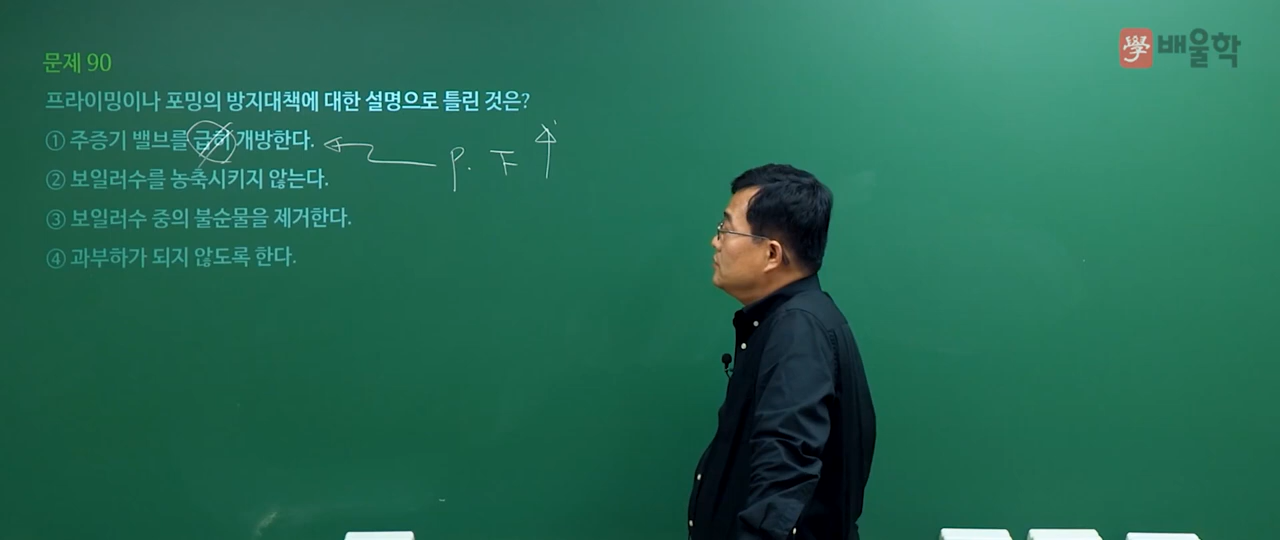 學 배울학
문제 90
프라이밍이나 포밍의 방지대책에 대한 설명으로 틀린 것은?
① 주증기 밸브를 급히 개방한다.
P. F ↑
② 보일러수를 농축시키지 않는다.
③ 보일러수 중의 불순물을 제거한다.
④ 과부하가 되지 않도록 한다.